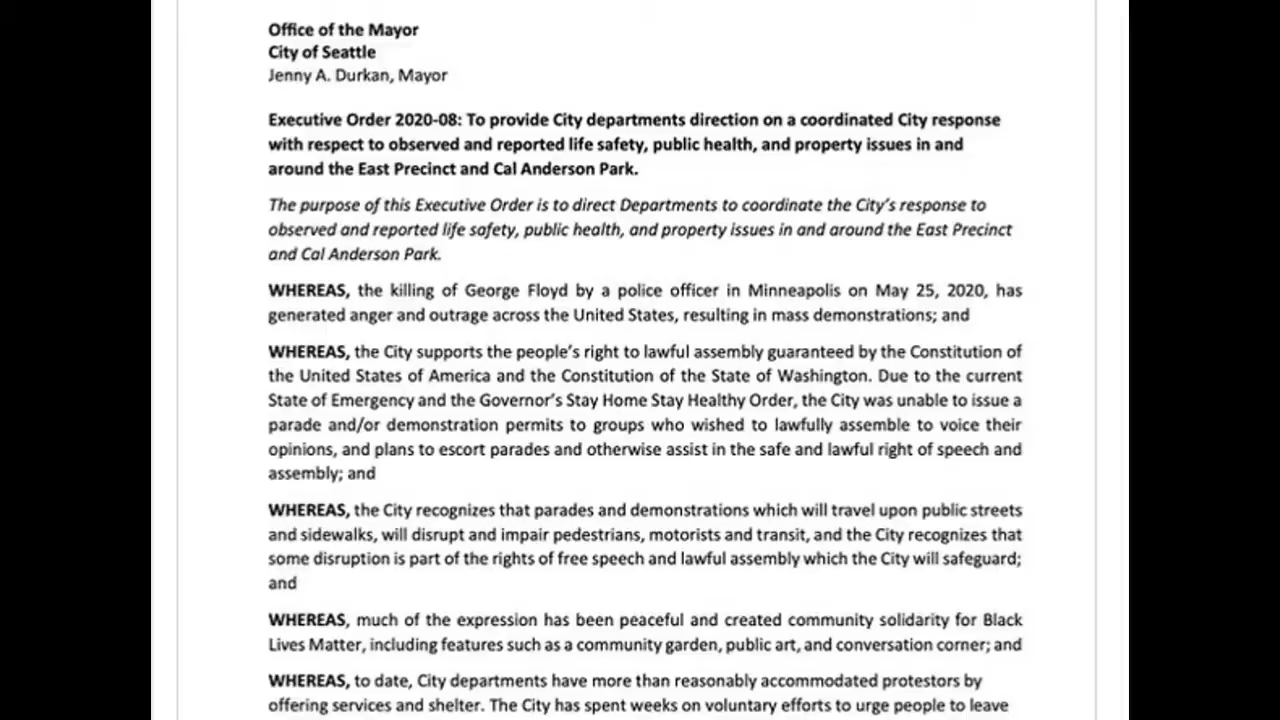 Office of the Mayor
City of Seattle
Jenny A. Durkan, Mayor
Executive Order 2020-08: To provide City departments direction on a coordinated City response
with respect to observed and reported life safety, public health, and property issues in and
around the East Precinct and Cal Anderson Park.
The purpose of this Executive Order is to direct Departments to coordinate the City's response to
observed and reported life safety, public health, and property issues in and around the East Precinct
and Cal Anderson Park.
WHEREAS, the killing of George Floyd by a police officer in Minneapolis on May 25, 2020, has
generated anger and outrage across the United States, resulting in mass demonstrations; and
WHEREAS, the City supports the people's right to lawful assembly guaranteed by the Constitution of
the United States of America and the Constitution of the State of Washington. Due to the current
State of Emergency and the Governor's Stay Home Stay Healthy Order, the City was unable to issue a
parade and/or demonstration permits to groups who wished to lawfully assemble to voice their
opinions, and plans to escort parades and otherwise assist in the safe and lawful right of speech and
assembly; and
WHEREAS, the City recognizes that parades and demonstrations which will travel upon public streets
and sidewalks, will disrupt and impair pedestrians, motorists and transit, and the City recognizes that
some disruption is part of the rights of free speech and lawful assembly which the City will safeguard;
and
WHEREAS, much of the expression has been peaceful and created community solidarity for Black
Lives Matter, including features such as a community garden, public art, and conversation corner; and
WHEREAS, to date, City departments have more than reasonably accommodated protestors by
offering services and shelter. The City has spent weeks on voluntary efforts to urge people to leave